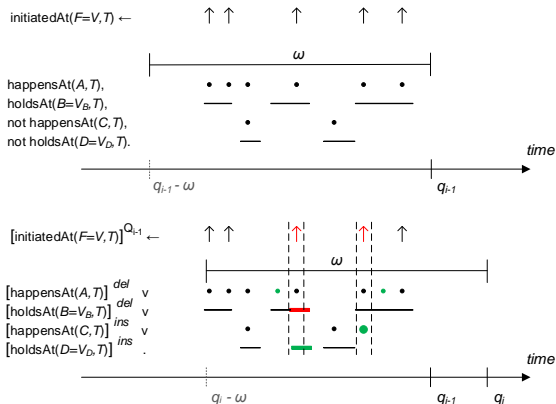 initiatedAt(F=V,T) ←
ω
happensAt(A,T),
holdsAt(B=V_B,T),
not happensAt(C,T),
not holdsAt(D=V_D,T).
time
q_{i-1} - ω
q_{i-1}
[initiatedAt(F=V,T)]^{Q_{i-1}} ←
ω
[happensAt(A,T)]^{del} v
[holdsAt(B=V_B,T)]^{del} v
[happensAt(C,T)]^{ins} v
[holdsAt(D=V_D,T)]^{ins} .
time
q_i - ω
q_{i-1}
q_i